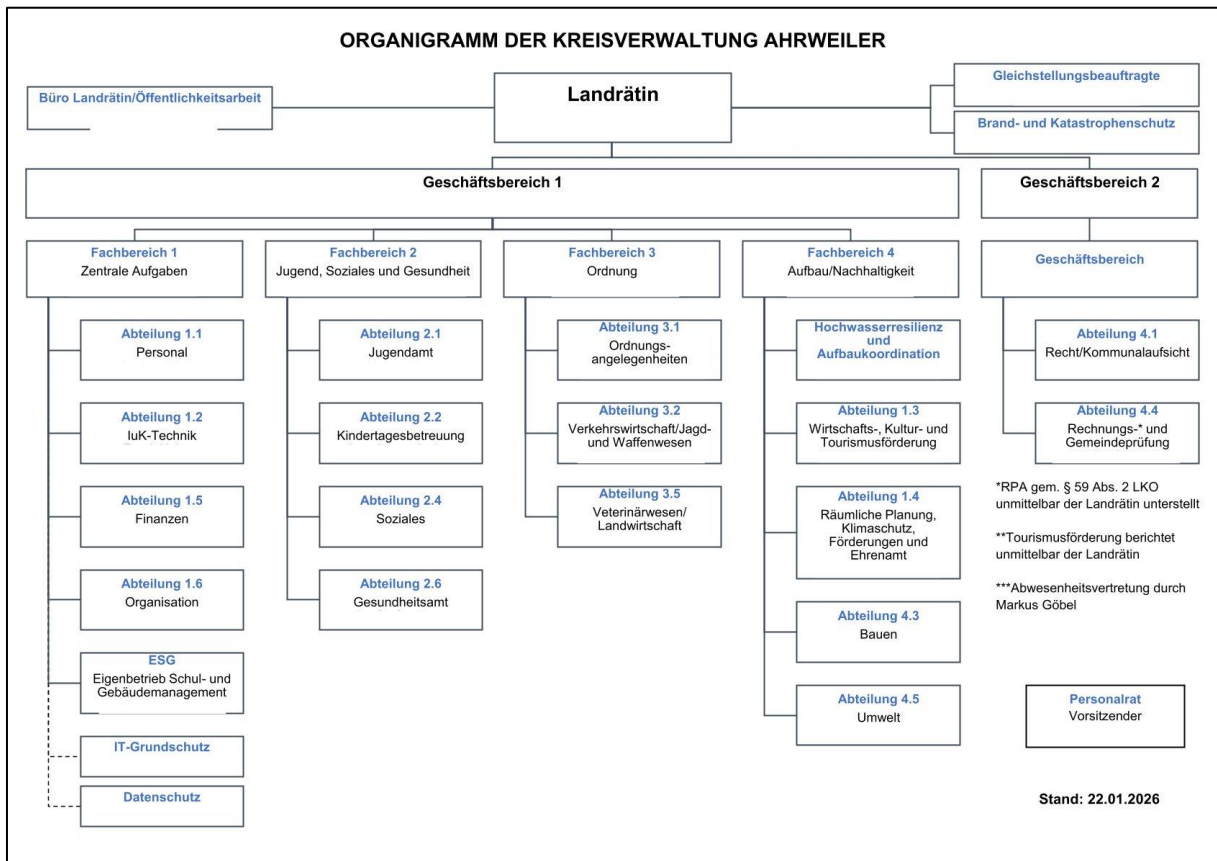 ORGANIGRAMM DER KREISVERWALTUNG AHRWEILER
Büro Landrätin/Öffentlichkeitsarbeit
Landrätin
Gleichstellungsbeauftragte
Brand- und Katastrophenschutz
Geschäftsbereich 1
Geschäftsbereich 2
Fachbereich 1
Zentrale Aufgaben
Abteilung 1.1
Personal
Abteilung 1.2
IuK-Technik
Abteilung 1.5
Finanzen
Abteilung 1.6
Organisation
ESG
Eigenbetrieb Schul- und
Gebäudemanagement
IT-Grundschutz
Datenschutz
Fachbereich 2
Jugend, Soziales und Gesundheit
Abteilung 2.1
Jugendamt
Abteilung 2.2
Kindertagesbetreuung
Abteilung 2.4
Soziales
Abteilung 2.6
Gesundheitsamt
Fachbereich 3
Ordnung
Abteilung 3.1
Ordnungs-
angelegenheiten
Abteilung 3.2
Verkehrswirtschaft/Jagd-
und Waffenwesen
Abteilung 3.5
Veterinärwesen/
Landwirtschaft
Fachbereich 4
Aufbau/Nachhaltigkeit
Hochwasserresilienz
und
Aufbaukoordination
Abteilung 1.3
Wirtschafts-, Kultur- und
Tourismusförderung
Abteilung 1.4
Räumliche Planung,
Klimaschutz,
Förderungen und
Ehrenamt
Abteilung 4.3
Bauen
Abteilung 4.5
Umwelt
Geschäftsbereich
Abteilung 4.1
Recht/Kommunalaufsicht
Abteilung 4.4
Rechnungs-* und
Gemeindeprüfung
*RPA gem. § 59 Abs. 2 LKO
unmittelbar der Landrätin unterstellt
**Tourismusförderung berichtet
unmittelbar der Landrätin
***Abwesenheitsvertretung durch
Markus Göbel
Personalrat
Vorsitzender
Stand: 22.01.2026